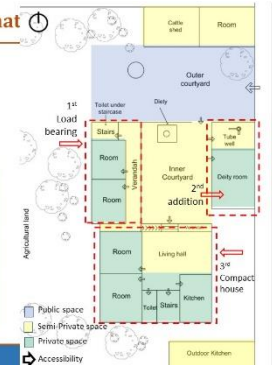 nat
Cattle
shed
Room
Outer
courtyard
1st
Load
bearing
Toilet under
staircase
Diety
Stairs
Tube
well
Room
Verandah
Inner
Courtyard
Deity room
2nd
addition
Room
Agricultural land
Room
Living hall
3rd
Compact
house
Room
Toilet
Stairs
Kitchen
Public space
Semi-Private space
Private space
Accessibility
Outdoor Kitchen